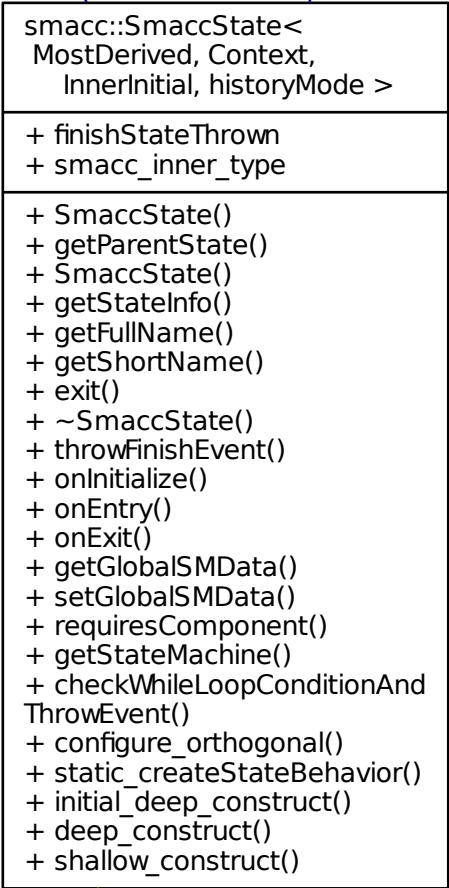 smacc::SmaccState<
MostDerived, Context,
InnerInitial, historyMode >
+ finishStateThrown
+ smacc_inner_type
+ SmaccState()
+ getParentState()
+ SmaccState()
+ getStateInfo()
+ getFullName()
+ getShortName()
+ exit()
+ ~SmaccState()
+ throwFinishEvent()
+ onInitialize()
+ onEntry()
+ onExit()
+ getGlobalSMData()
+ setGlobalSMData()
+ requiresComponent()
+ getStateMachine()
+ checkWhileLoopConditionAnd
ThrowEvent()
+ configure_orthogonal()
+ static_createStateBehavior()
+ initial_deep_construct()
+ deep_construct()
+ shallow_construct()